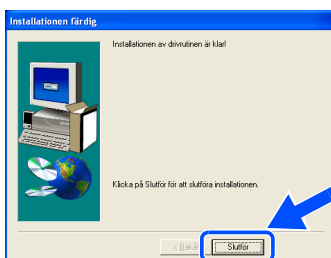 Installationen färdig
Installationen av drivrutinen är klar!
Klicka på Slutför för att slutföra installationen.
< Bakå
Slutför